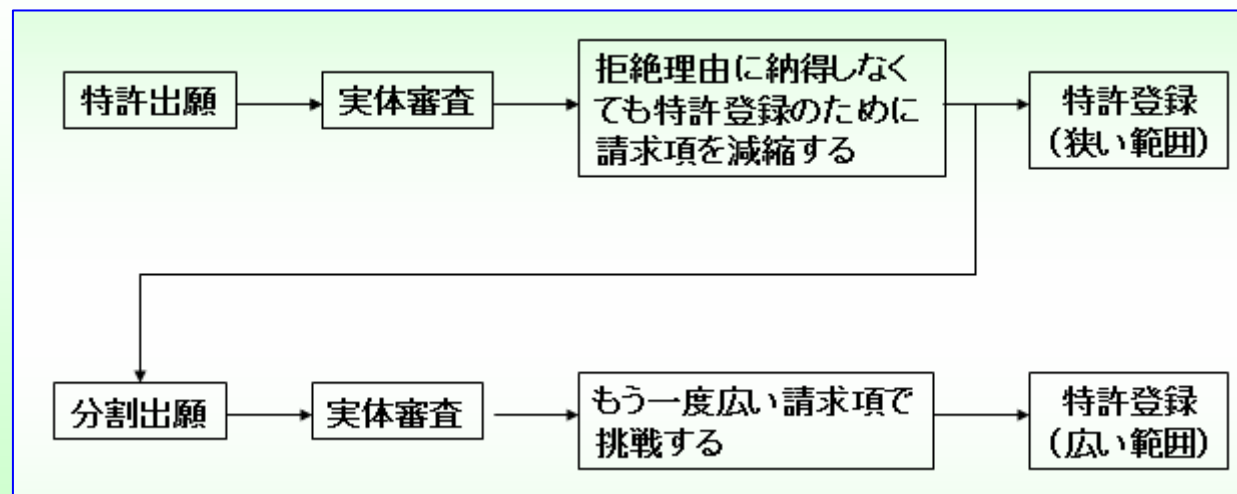 特許出願
実体審査
拒絶理由に納得しなく
ても特許登録のために
請求項を減縮する
特許登録
(狭い範囲)
分割出願
実体審査
もう一度広い請求項で
挑戦する
特許登録
(広い範囲)